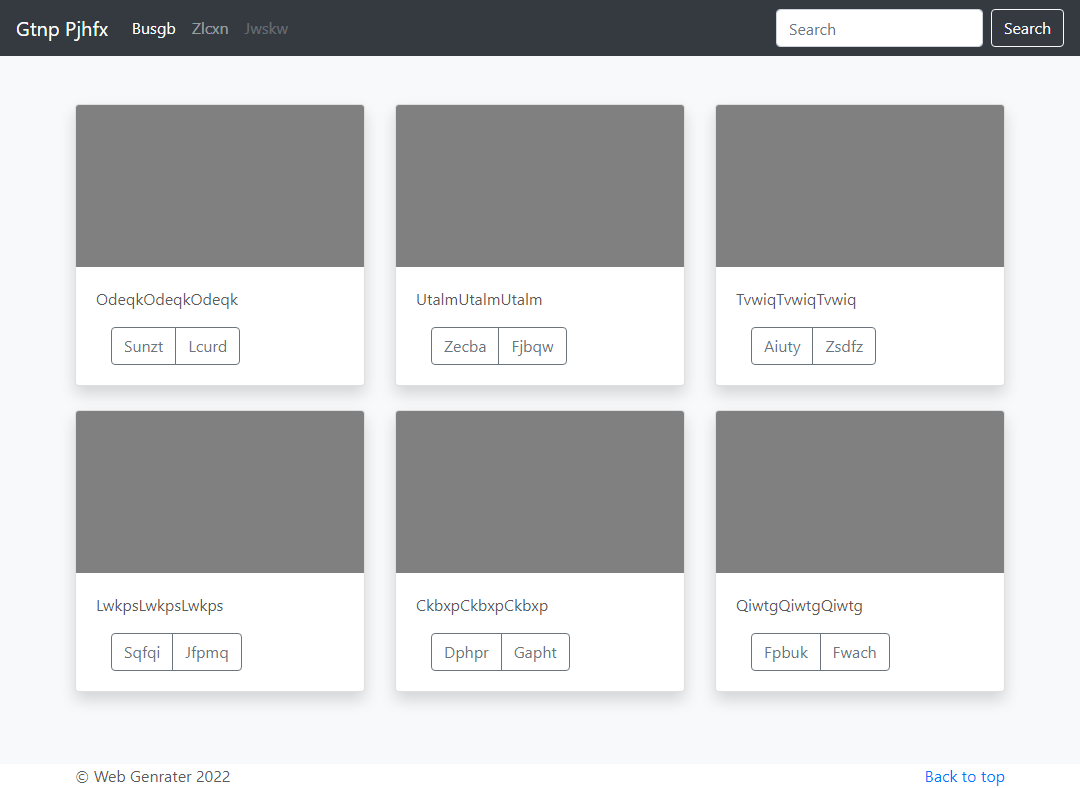 Gtnp Pjhfx Busgb Zlcxn Jwskw Search Search
OdeqkOdeqkOdeqk
Sunzt Lcurd
UtalmUtalmUtalm
Zecba Fjbqw
TvwiqTvwiqTvwiq
Aiuty Zsdfz
LwkpsLwkpsLwkps
Sqfqi Jfpmq
CkbxpCkbxpCkbxp
Dphpr Gapht
QiwtgQiwtgQiwtg
Fpbuk Fwach
© Web Genrater 2022 Back to top